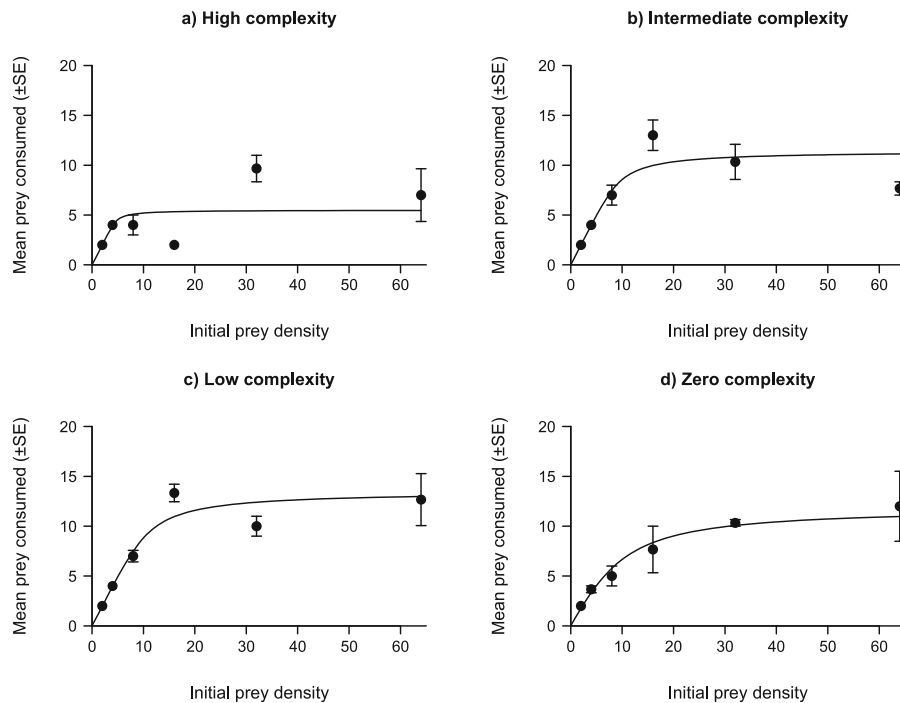 a) High complexity
Mean prey consumed (±SE)
20
15
10
5
0
0 10 20 30 40 50 60
Initial prey density
b) Intermediate complexity
Mean prey consumed (±SE)
20
15
10
5
0
0 10 20 30 40 50 60
Initial prey density
c) Low complexity
Mean prey consumed (±SE)
20
15
10
5
0
0 10 20 30 40 50 60
Initial prey density
d) Zero complexity
Mean prey consumed (±SE)
20
15
10
5
0
0 10 20 30 40 50 60
Initial prey density